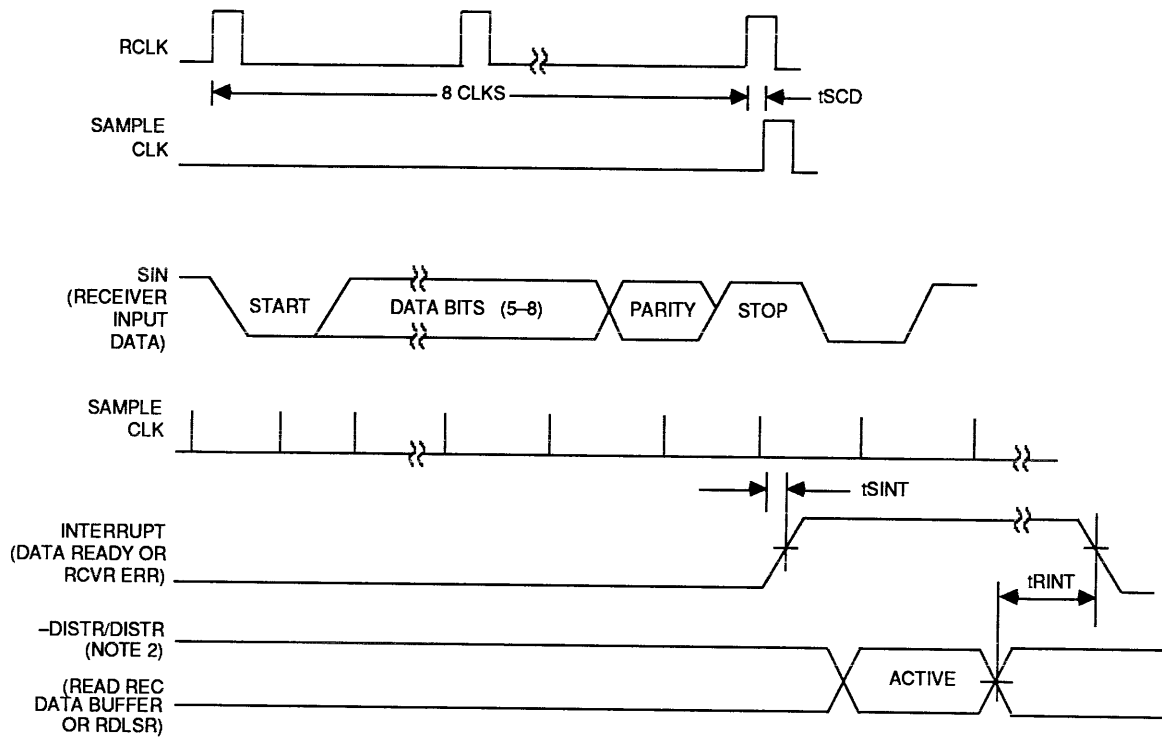 RCLK
8 CLKS
tSCD
SAMPLE
CLK
SIN
(RECEIVER
INPUT
DATA)
START
DATA BITS (5–8)
PARITY
STOP
SAMPLE
CLK
tSINT
INTERRUPT
(DATA READY OR
RCVR ERR)
tRINT
–DISTR/DISTR
(NOTE 2)
(READ REC
DATA BUFFER
OR RDLSR)
ACTIVE